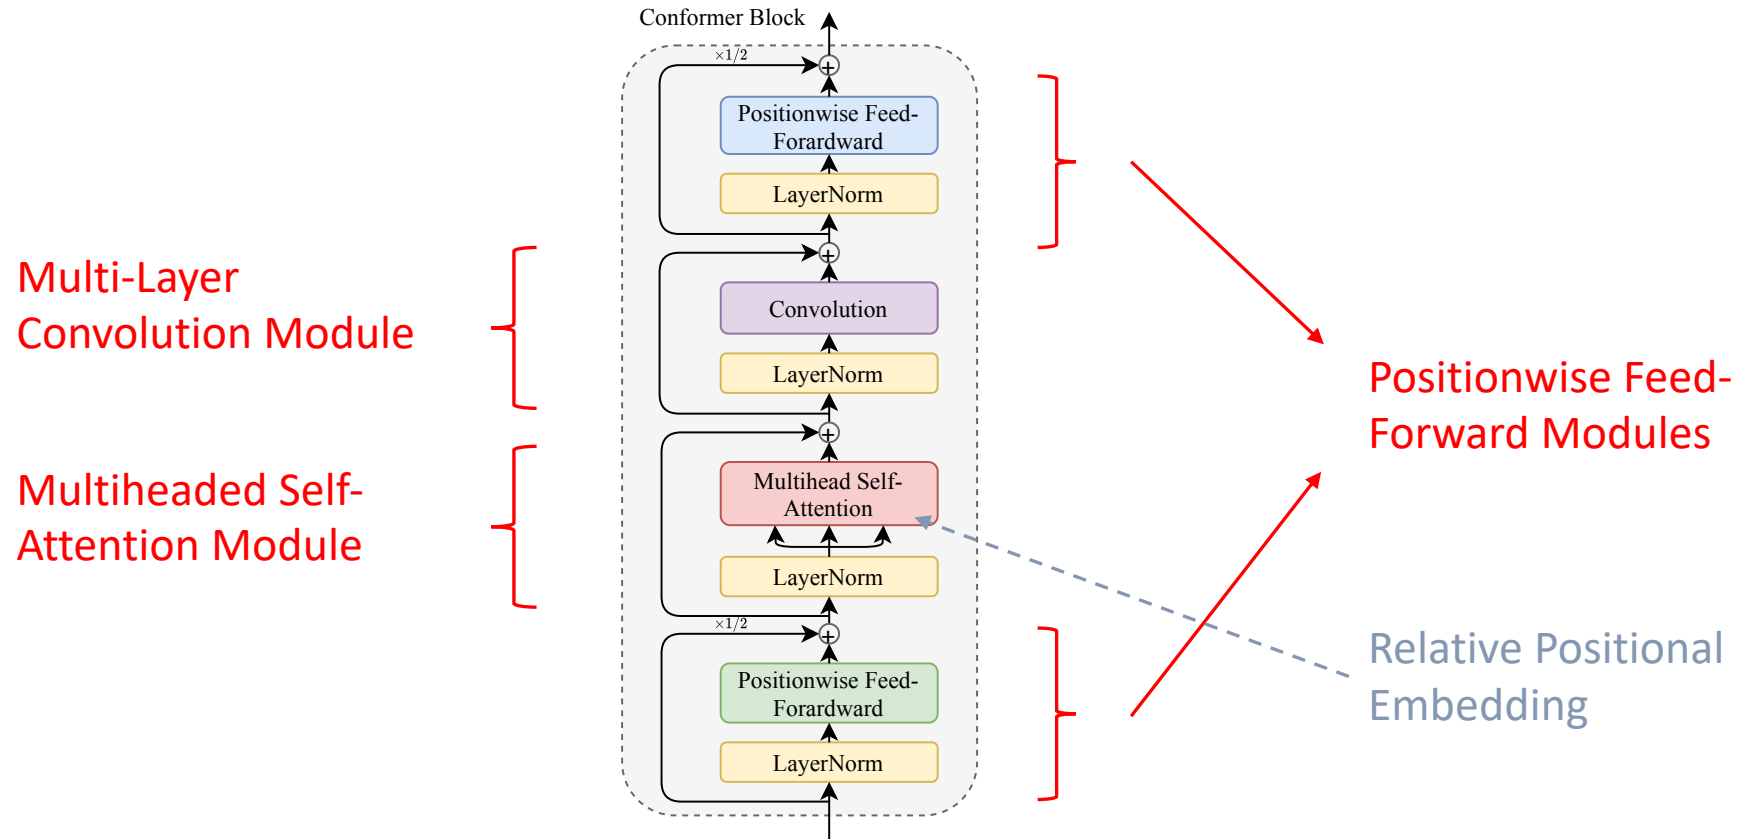 Conformer Block
×1/2
Positionwise Feed-
Forardward
LayerNorm
Multi-Layer
Convolution Module
Convolution
LayerNorm
Positionwise Feed-
Forward Modules
Multiheaded Self-
Attention Module
Multihead Self-
Attention
LayerNorm
×1/2
Relative Positional
Embedding
Positionwise Feed-
Forardward
LayerNorm